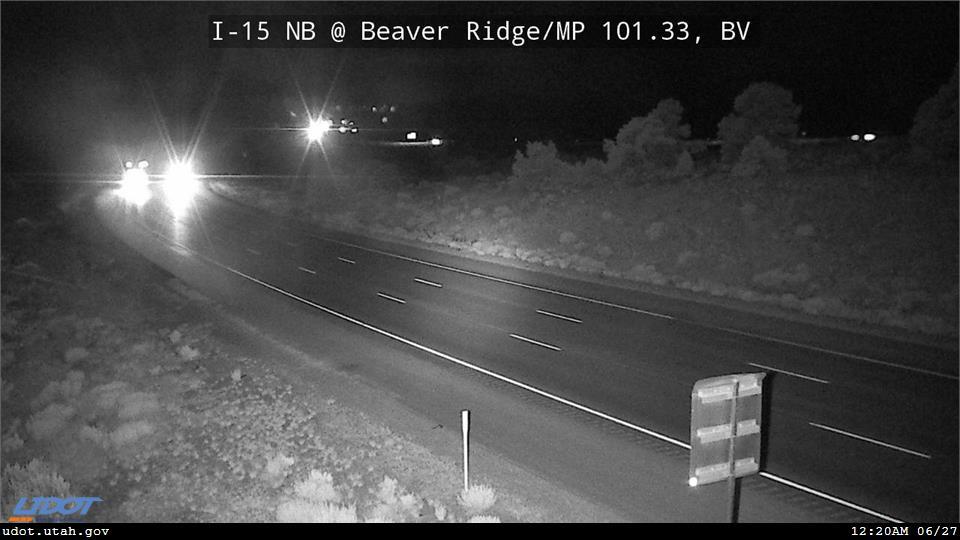 I-15 NB @ Beaver Ridge/MP 101.33, BV
UDOT
udot.utah.gov 12:20AM 06/27